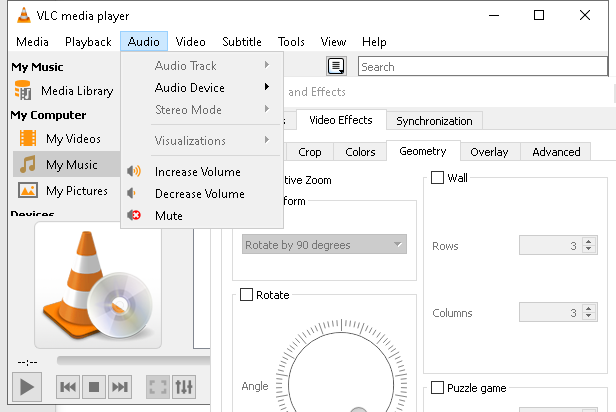 VLC media player
Media Playback Audio Video Subtitle Tools View Help
My Music
Media Library
My Computer
My Videos
My Music
My Pictures
Devices
Audio Track
Audio Device
Stereo Mode
Visualizations
Increase Volume
Decrease Volume
Mute
Search
and Effects
Video Effects Synchronization
Crop Colors Geometry Overlay Advanced
Zoom
Rotate by 90 degrees
Rotate
Angle
Wall
Rows 3
Columns 3
Puzzle game
--:--